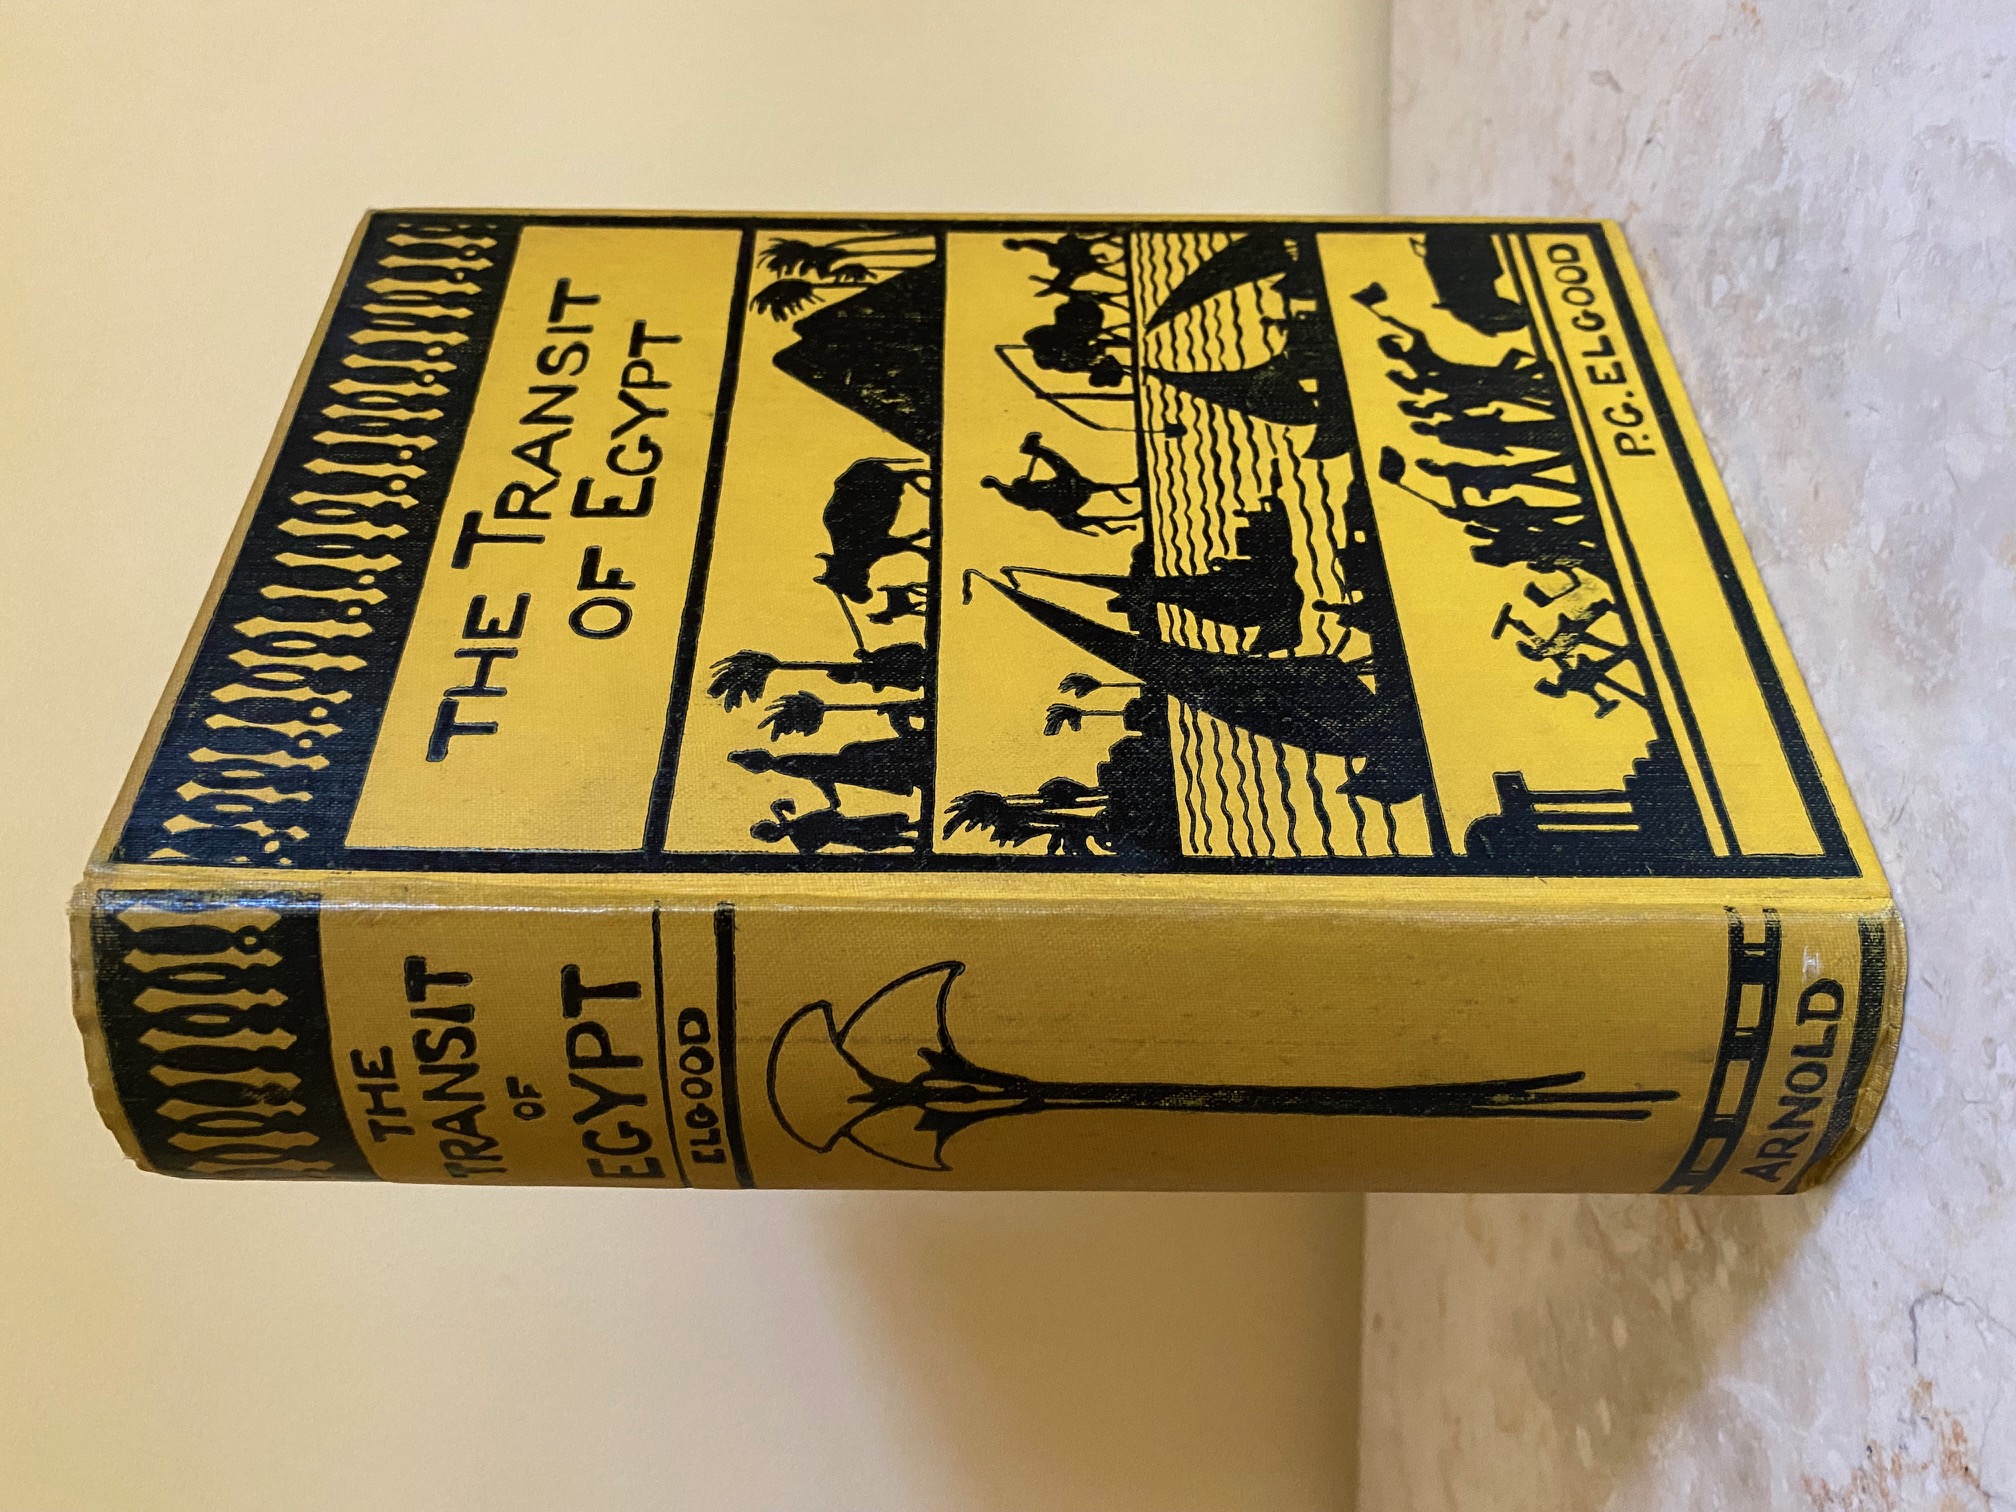 THE TRANSIT
OF EGYPT
P.G. ELGOOD
THE
TRANSIT
OF
EGYPT
ELGOOD
ARNOLD